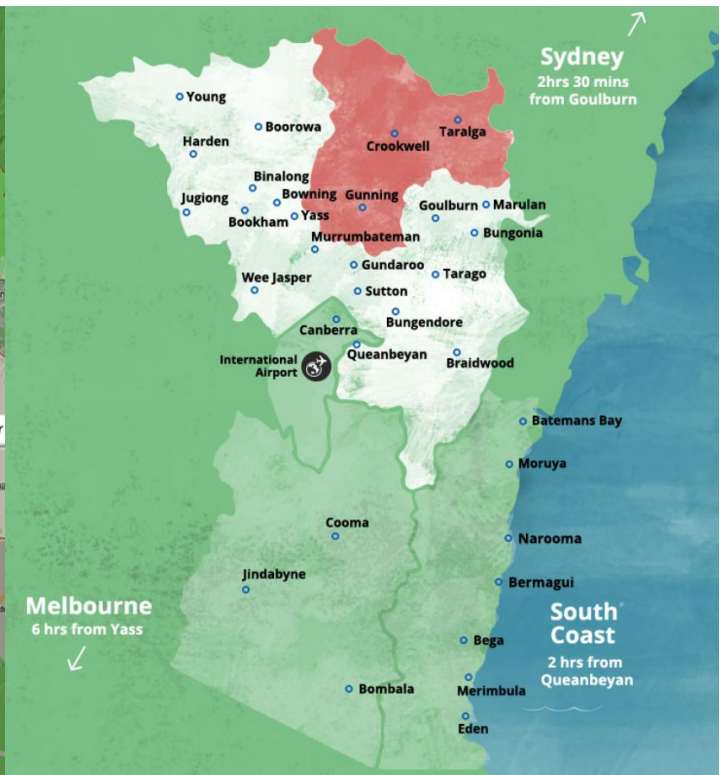 Sydney
2hrs 30 mins
from Goulburn
Young
Boorowa
Taralga
Crookwell
Harden
Binalong
Bowning
Gunning
Jugiong
Goulburn
Marulan
Bookham
Yass
Bungonia
Murrumbateman
Gundaroo
Tarago
Wee Jasper
Sutton
Bungendore
Canberra
Queanbeyan
International
Airport
Braidwood
Batemans Bay
Moruya
Cooma
Narooma
Jindabyne
Bermagui
Melbourne
6 hrs from Yass
South
Coast
2 hrs from
Queanbeyan
Bega
Bombala
Merimbula
Eden